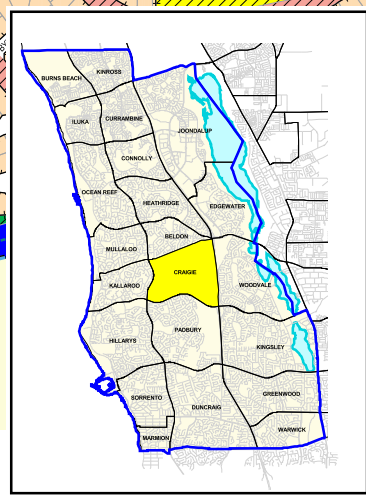 KINROSS
BURNS BEACH
CURRAMBINE
ILUKA
JOONDALUP
CONNOLLY
OCEAN REEF
HEATHRIDGE
EDGEWATER
BELDON
MULLALOO
CRAIGIE
KALLAROO
WOODVALE
PADBURY
HILLARYS
KINGSLEY
SORRENTO
GREENWOOD
DUNCRAIG
WARWICK
MARMION